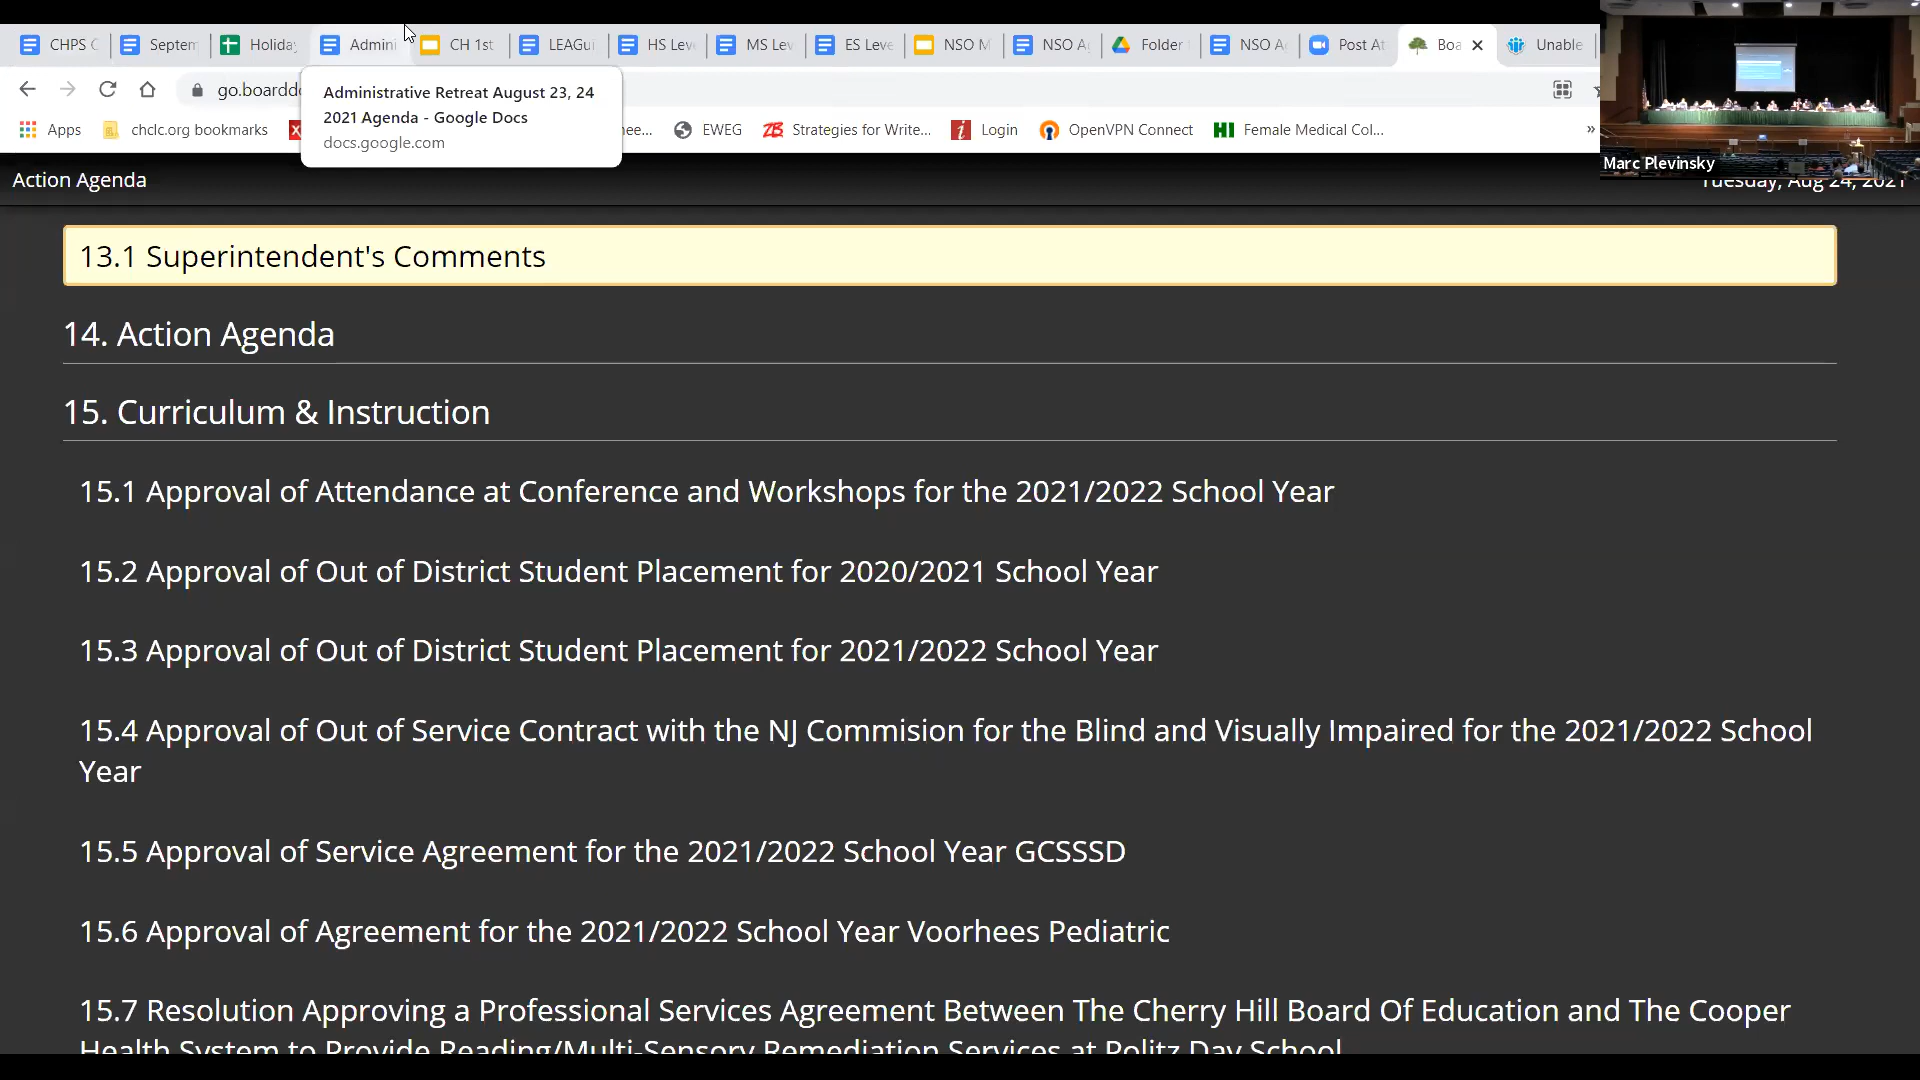 CHPS C
Septem
Holiday
Admini
CH 1st
LEAGui
HS Leve
MS Lev
ES Leve
NSO M
NSO A
Folder
NSO Ac
Post At
Boa
Unable
go.boarddo
Administrative Retreat August 23, 24
2021 Agenda - Google Docs
docs.google.com
Apps
chclc.org bookmarks
nee...
EWEG
Strategies for Write...
Login
OpenVPN Connect
Female Medical Col...
»
Marc Plevinsky
Action Agenda
Tuesday, Aug 24, 2021
13.1 Superintendent's Comments
14. Action Agenda
15. Curriculum & Instruction
15.1 Approval of Attendance at Conference and Workshops for the 2021/2022 School Year
15.2 Approval of Out of District Student Placement for 2020/2021 School Year
15.3 Approval of Out of District Student Placement for 2021/2022 School Year
15.4 Approval of Out of Service Contract with the NJ Commision for the Blind and Visually Impaired for the 2021/2022 School
Year
15.5 Approval of Service Agreement for the 2021/2022 School Year GCSSSD
15.6 Approval of Agreement for the 2021/2022 School Year Voorhees Pediatric
15.7 Resolution Approving a Professional Services Agreement Between The Cherry Hill Board Of Education and The Cooper
Health System to Provide Reading/Multi-Sensory Remediation Services at Politz Day School